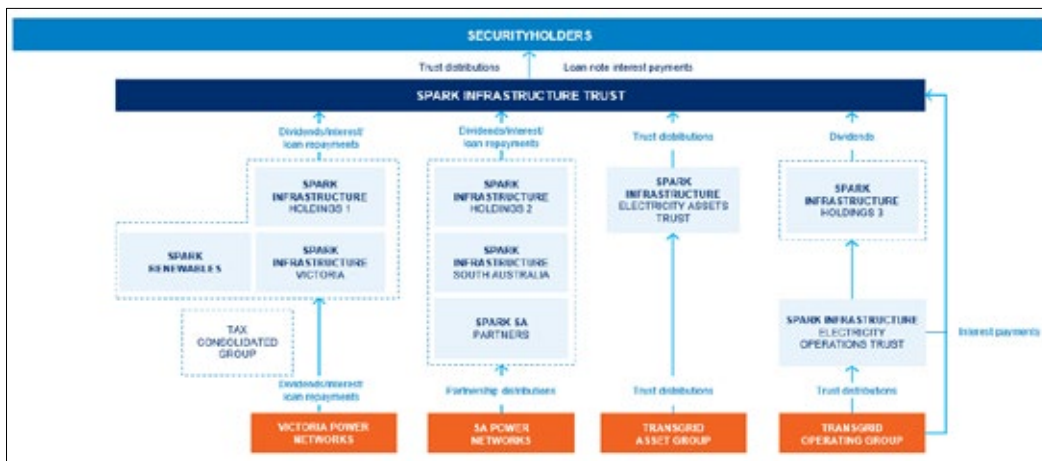 SECURITYHOLDERS
Trust distributions
Loan note interest payments
SPARK INFRASTRUCTURE TRUST
Dividends/interest/
loan repayments
Dividends/interest/
loan repayments
Trust distributions
Dividends
SPARK
INFRASTRUCTURE
HOLDINGS 1
SPARK
INFRASTRUCTURE
HOLDINGS 2
SPARK
INFRASTRUCTURE
ELECTRICITY ASSETS
TRUST
SPARK
INFRASTRUCTURE
HOLDINGS 3
SPARK
RENEWABLES
SPARK
INFRASTRUCTURE
VICTORIA
SPARK
INFRASTRUCTURE
SOUTH AUSTRALIA
TAX
CONSOLIDATED
GROUP
SPARK SA
PARTNERS
SPARK INFRASTRUCTURE
ELECTRICITY
OPERATIONS TRUST
Interest payments
Dividends/interest/
loan repayments
Partnership distributions
Trust distributions
Trust distributions
VICTORIA POWER
NETWORKS
SA POWER
NETWORKS
TRANSGRID
ASSET GROUP
TRANSGRID
OPERATING GROUP